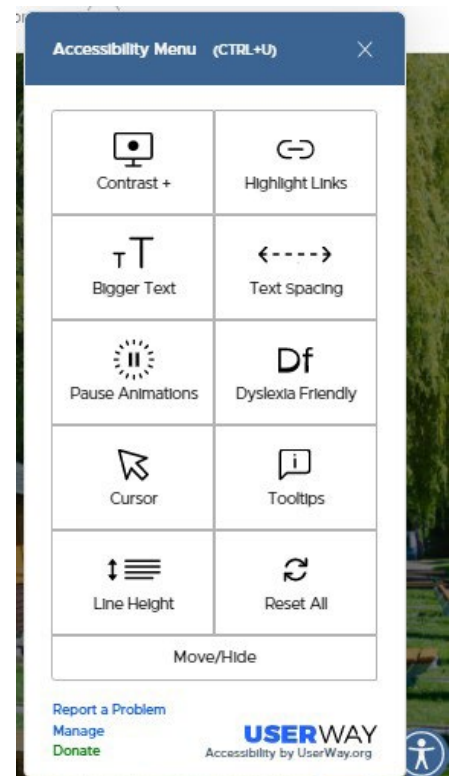 Accessibility Menu (CTRL+U)
Contrast +
Highlight Links
Bigger Text
Text Spacing
Pause Animations
Df
Dyslexia Friendly
Cursor
Tooltips
Line Height
Reset All
Move/Hide
Report a Problem
Manage
Donate
USERWAY
Accessibility by UserWay.org